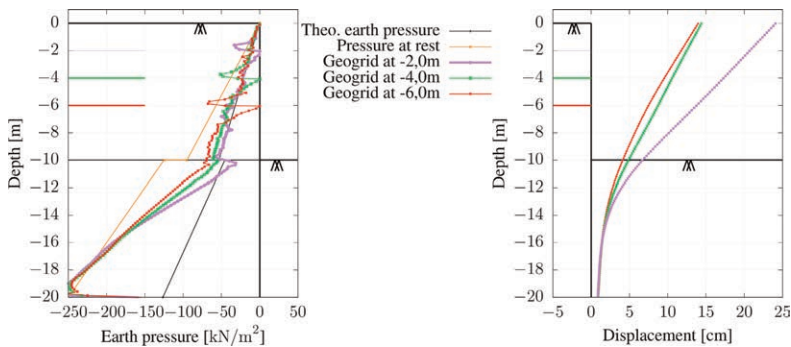 0
−2
−4
−6
−8
−10
−12
−14
−16
−18
−20
Depth [m]
−250 −200 −150 −100 −50 0 50
Earth pressure [kN/m²]
Theo. earth pressure
Pressure at rest
Geogrid at -2,0m
Geogrid at -4,0m
Geogrid at -6,0m
0
−2
−4
−6
−8
−10
−12
−14
−16
−18
−20
Depth [m]
−5 0 5 10 15 20 25
Displacement [cm]